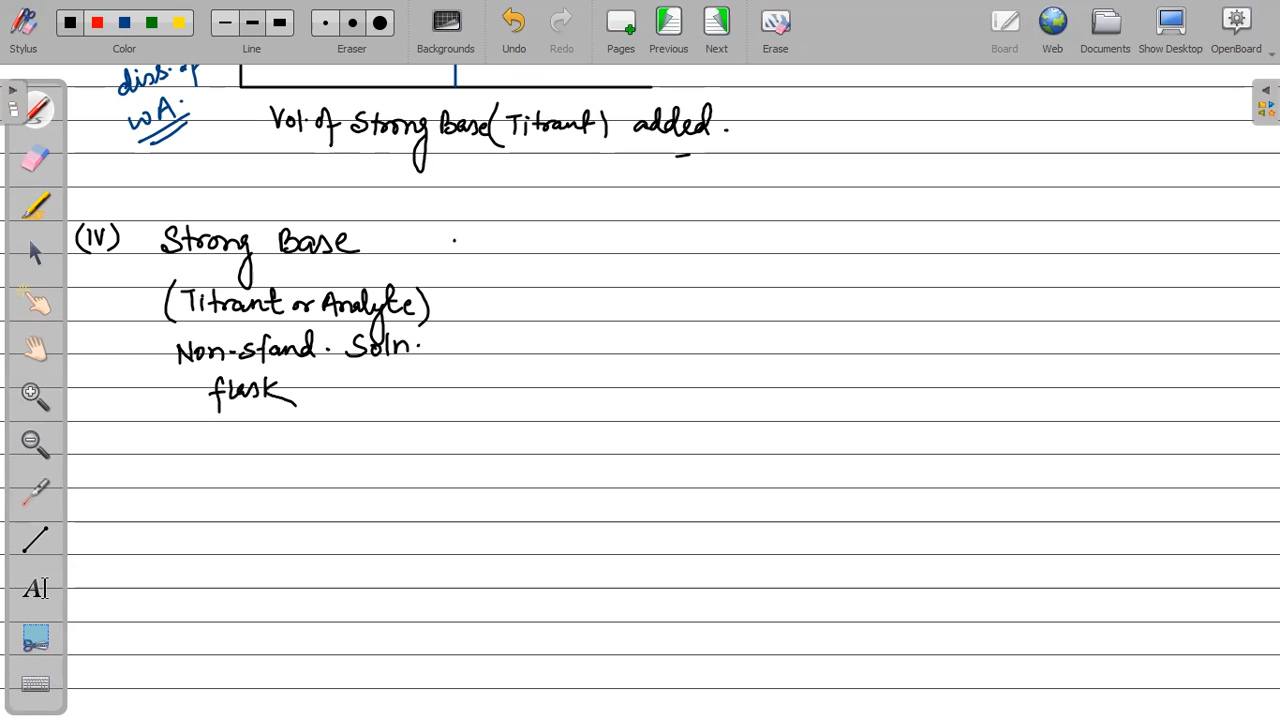 Stylus
Color
Line
Eraser
Backgrounds
Undo
Redo
Pages
Previous
Next
Erase
Board
Web
Documents
Show Desktop
OpenBoard
diss. of
WA.
Vol. of Strong Base (Titrant) added.
(IV) Strong Base
(Titrant or Analyte)
Non-stand. Soln.
flask